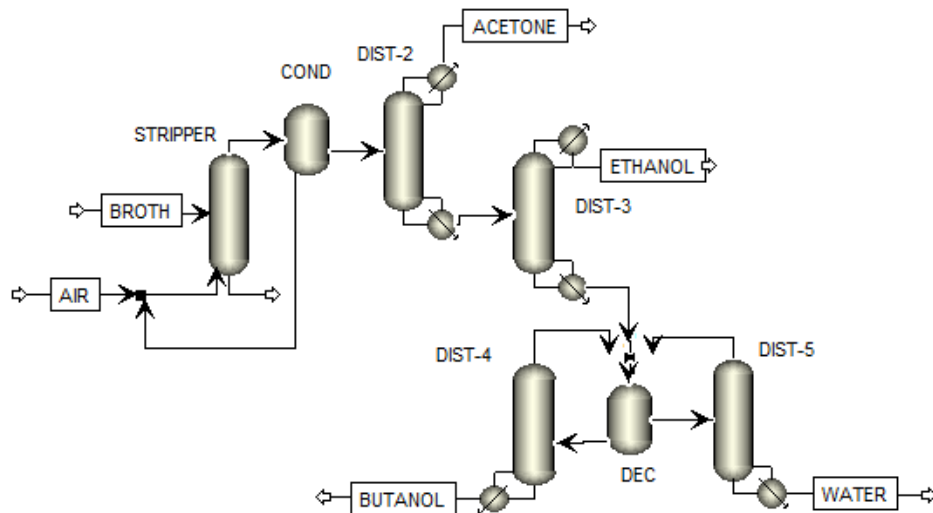 ACETONE
DIST-2
COND
STRIPPER
ETHANOL
BROTH
DIST-3
AIR
DIST-4
DIST-5
DEC
BUTANOL
WATER